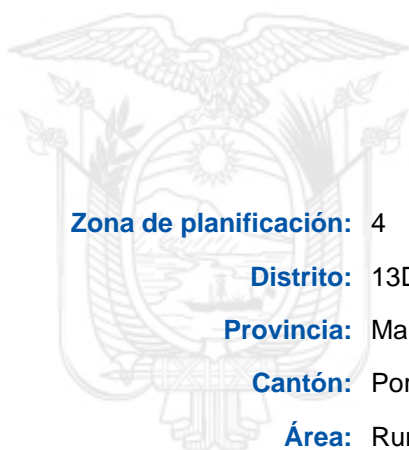 Zona de planificación: 4
Distrito: 13D
Provincia: Ma
Cantón: Por
Área: Rur